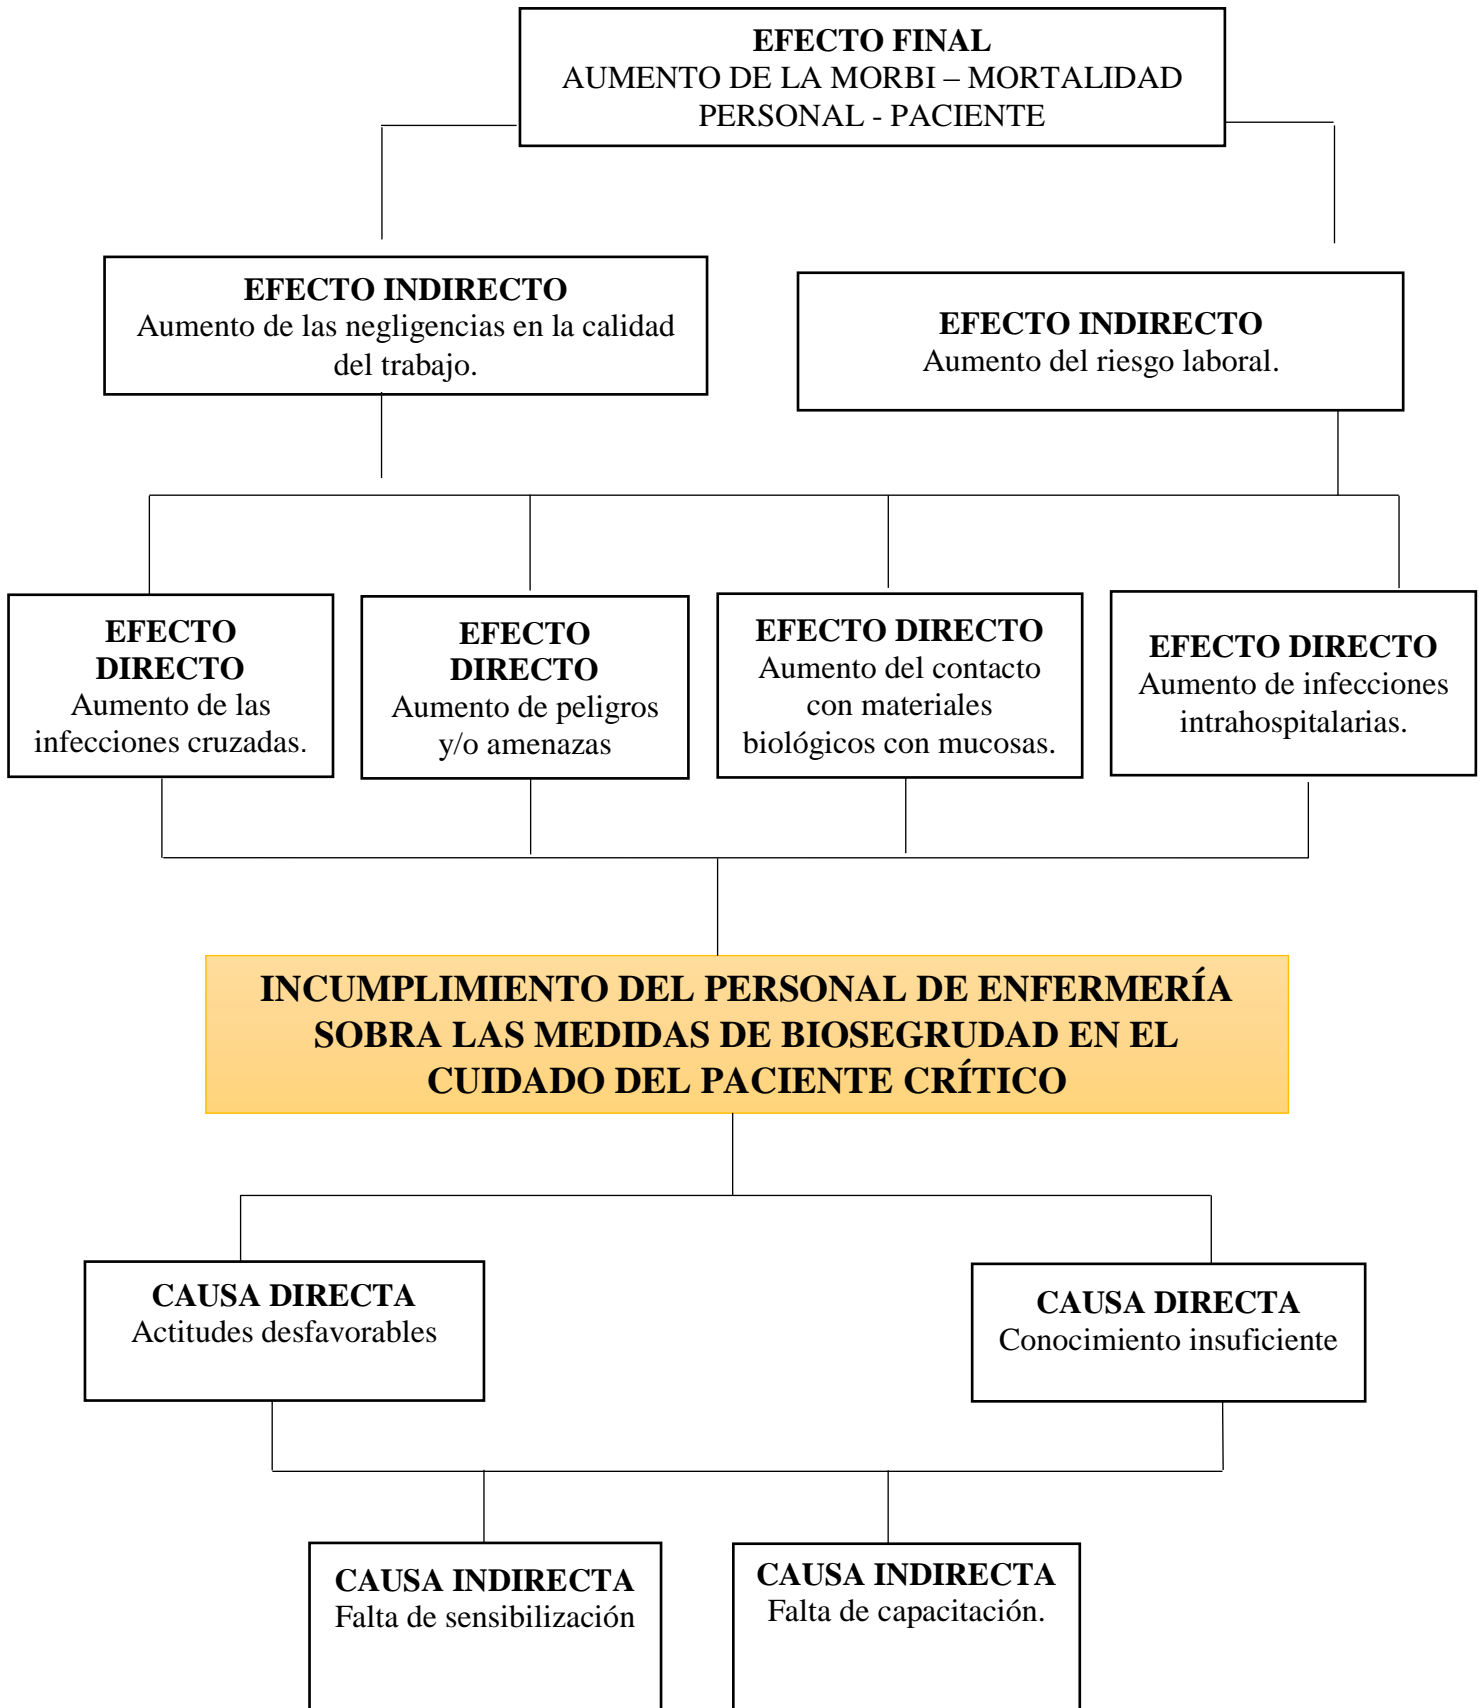 EFECTO FINAL
AUMENTO DE LA MORBI – MORTALIDAD
PERSONAL - PACIENTE
EFECTO INDIRECTO
Aumento de las negligencias en la calidad
del trabajo.
EFECTO INDIRECTO
Aumento del riesgo laboral.
EFECTO
DIRECTO
Aumento de las
infecciones cruzadas.
EFECTO
DIRECTO
Aumento de peligros
y/o amenazas
EFECTO DIRECTO
Aumento del contacto
con materiales
biológicos con mucosas.
EFECTO DIRECTO
Aumento de infecciones
intrahospitalarias.
INCUMPLIMIENTO DEL PERSONAL DE ENFERMERÍA
SOBRA LAS MEDIDAS DE BIOSEGRUDAD EN EL
CUIDADO DEL PACIENTE CRÍTICO
CAUSA DIRECTA
Actitudes desfavorables
CAUSA DIRECTA
Conocimiento insuficiente
CAUSA INDIRECTA
Falta de sensibilización
CAUSA INDIRECTA
Falta de capacitación.